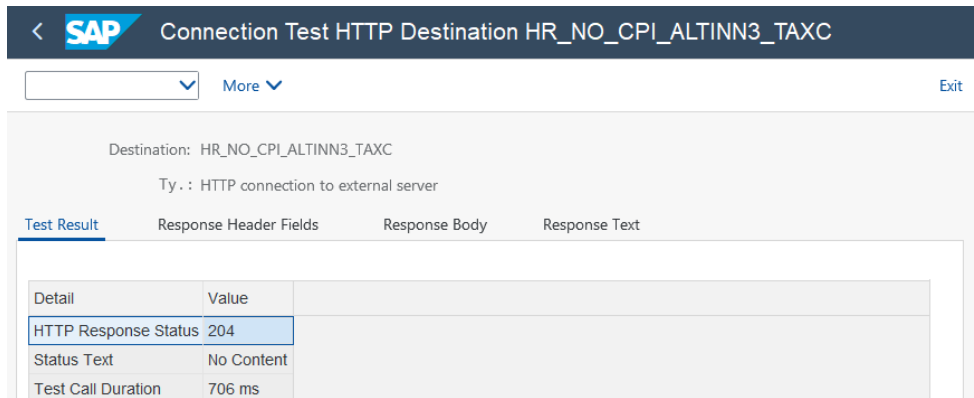 SAP Connection Test HTTP Destination HR_NO_CPI_ALTINN3_TAXC
More Exit
Destination: HR_NO_CPI_ALTINN3_TAXC
Ty.: HTTP connection to external server
Test Result Response Header Fields Response Body Response Text
Detail Value
HTTP Response Status 204
Status Text No Content
Test Call Duration 706 ms